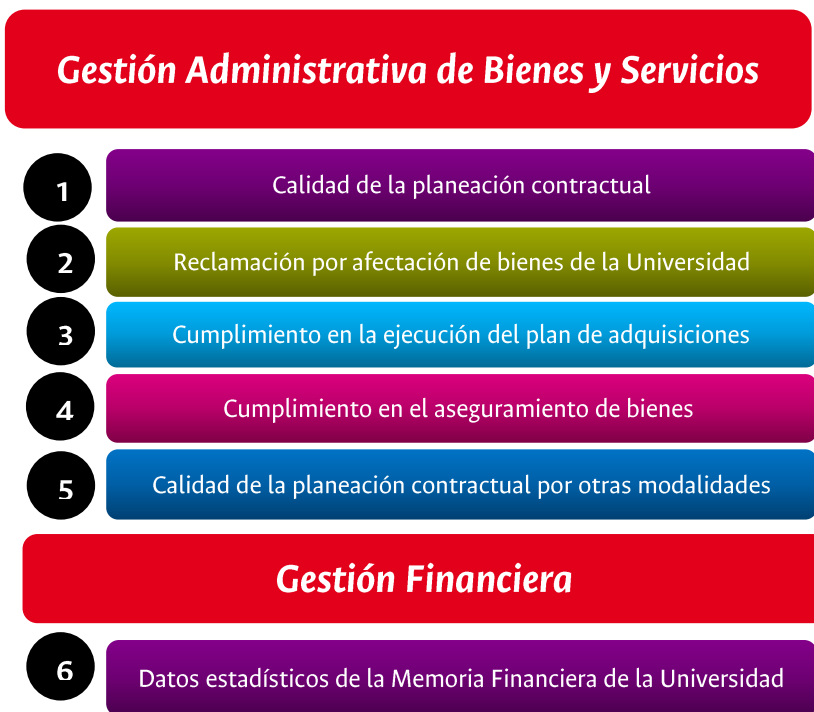 Gestión Administrativa de Bienes y Servicios
1
Calidad de la planeación contractual
2
Reclamación por afectación de bienes de la Universidad
3
Cumplimiento en la ejecución del plan de adquisiciones
4
Cumplimiento en el aseguramiento de bienes
5
Calidad de la planeación contractual por otras modalidades
Gestión Financiera
6
Datos estadísticos de la Memoria Financiera de la Universidad